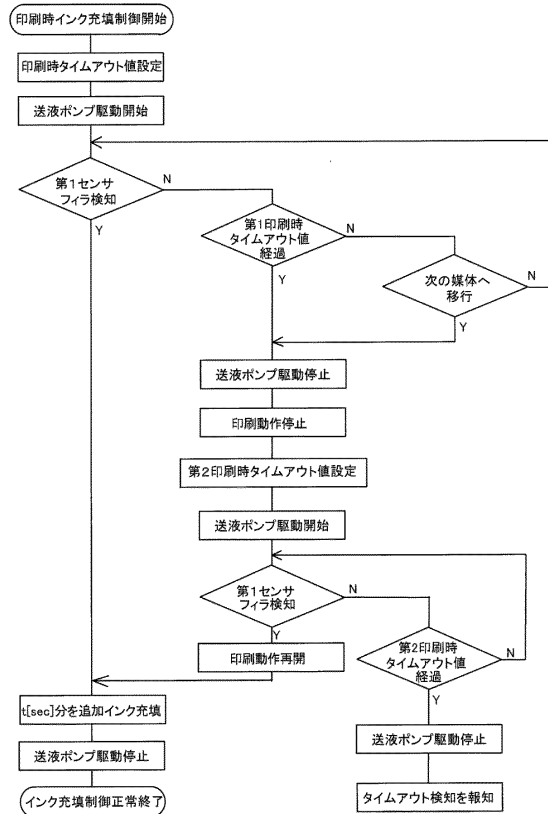 印刷時インク充填制御開始
印刷時タイムアウト値設定
送液ポンプ駆動開始
第1センサ
フィラ検知
N
Y
第1印刷時
タイムアウト値
経過
N
Y
次の媒体へ
移行
N
Y
送液ポンプ駆動停止
印刷動作停止
第2印刷時タイムアウト値設定
送液ポンプ駆動開始
第1センサ
フィラ検知
N
Y
印刷動作再開
第2印刷時
タイムアウト値
経過
N
Y
t[sec]分を追加インク充填
送液ポンプ駆動停止
インク充填制御正常終了
送液ポンプ駆動停止
タイムアウト検知を報知